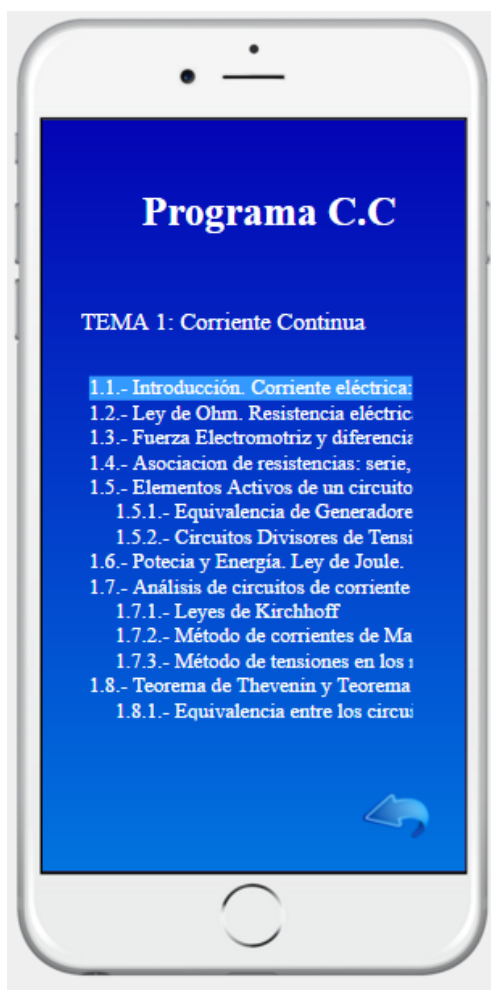 Programa C.C
TEMA 1: Corriente Continua
1.1.- Introducción. Corriente eléctrica:
1.2.- Ley de Ohm. Resistencia eléctric
1.3.- Fuerza Electromotriz y diferencia
1.4.- Asociacion de resistencias: serie,
1.5.- Elementos Activos de un circuito
1.5.1.- Equivalencia de Generadore
1.5.2.- Circuitos Divisores de Tensi
1.6.- Potecia y Energía. Ley de Joule.
1.7.- Análisis de circuitos de corriente
1.7.1.- Leyes de Kirchhoff
1.7.2.- Método de corrientes de Ma
1.7.3.- Método de tensiones en los
1.8.- Teorema de Thevenin y Teorema
1.8.1.- Equivalencia entre los circui